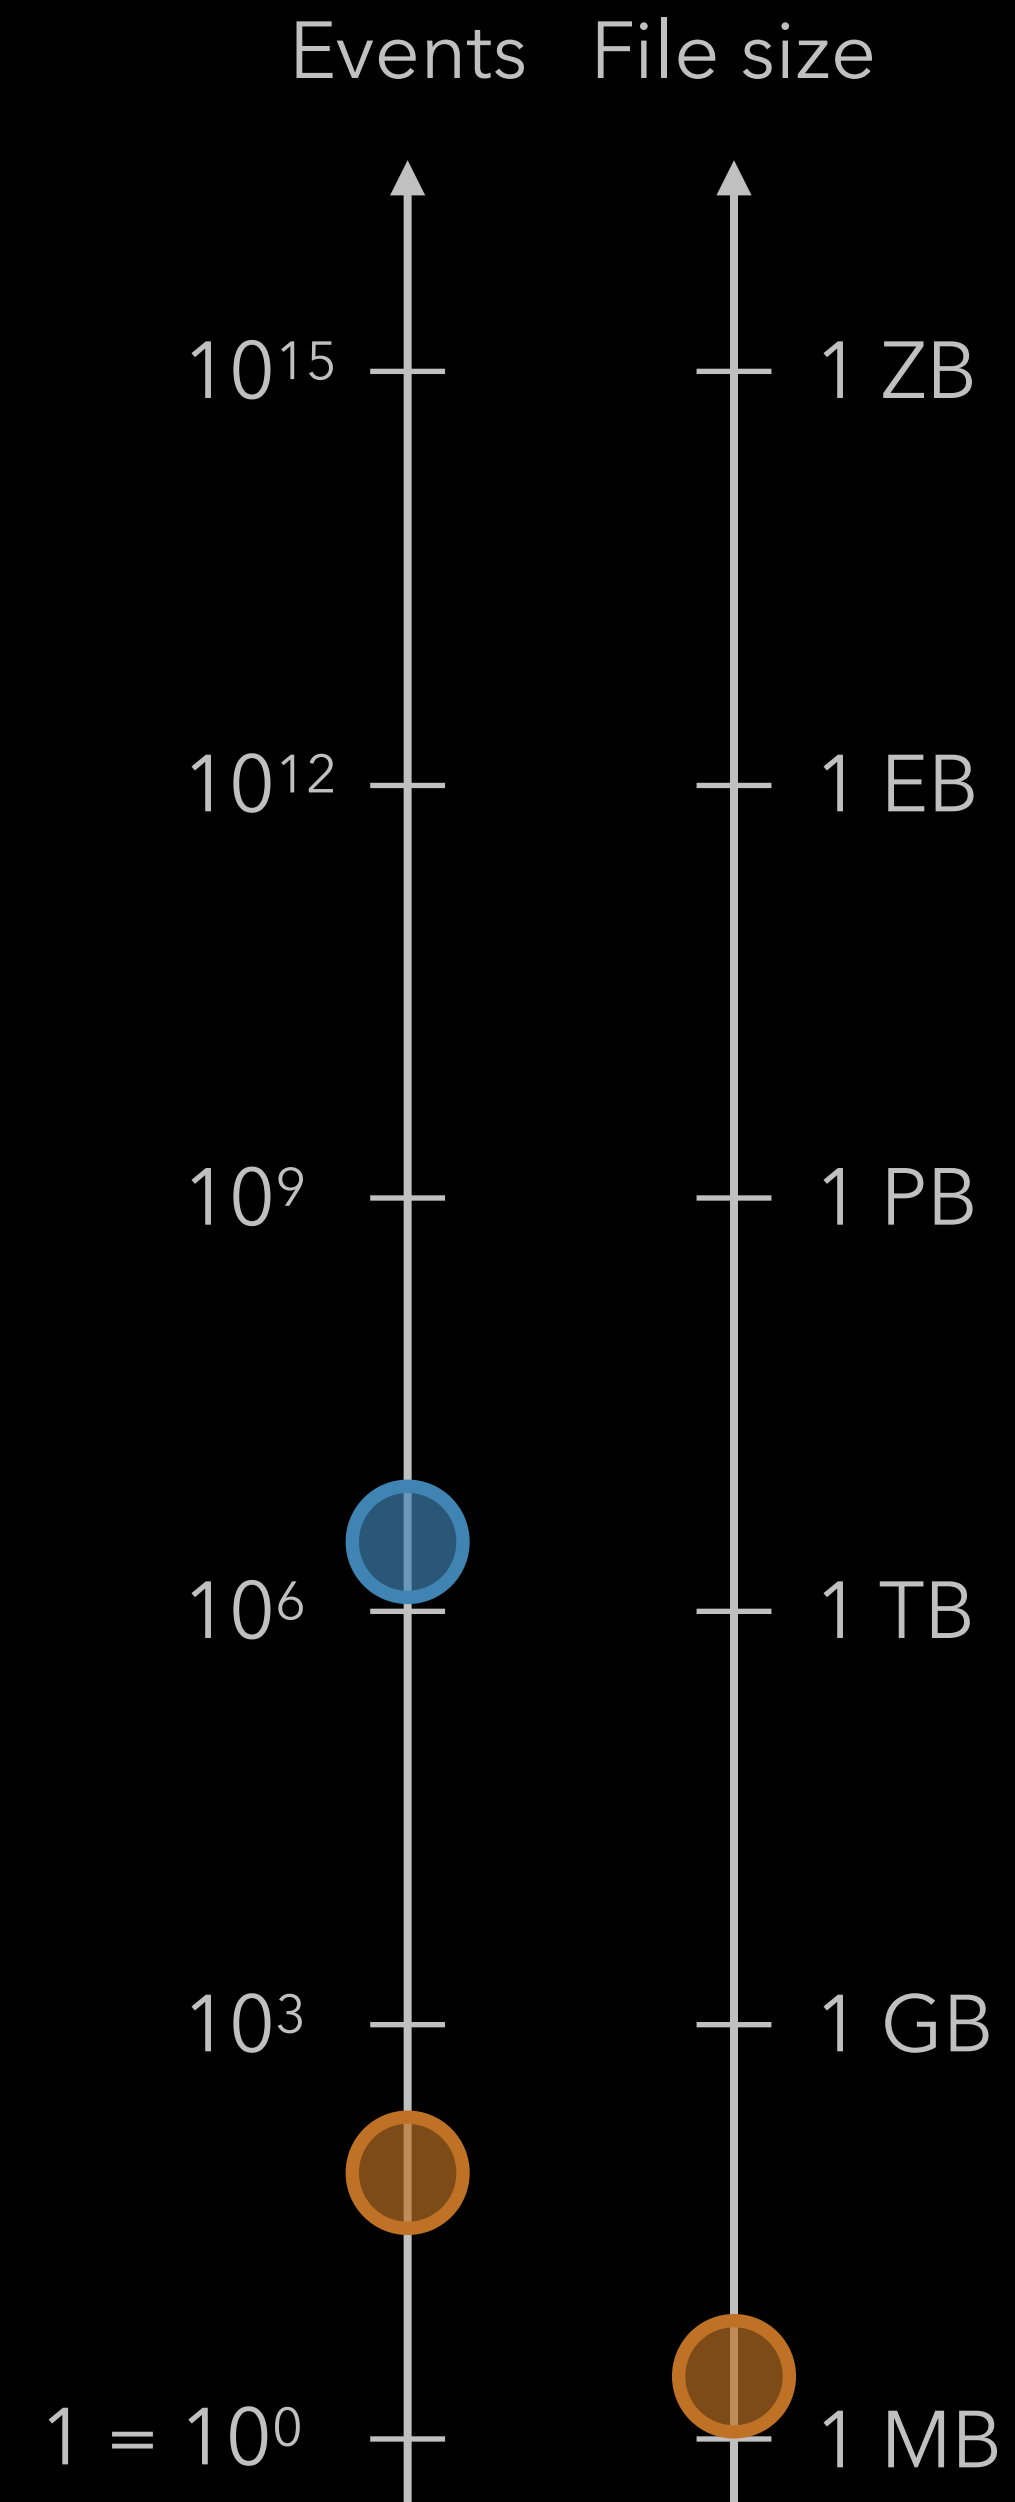 Events File size
10¹⁵ 1 ZB
10¹² 1 EB
10⁹ 1 PB
10⁶ 1 TB
10³ 1 GB
1 = 10⁰ 1 MB